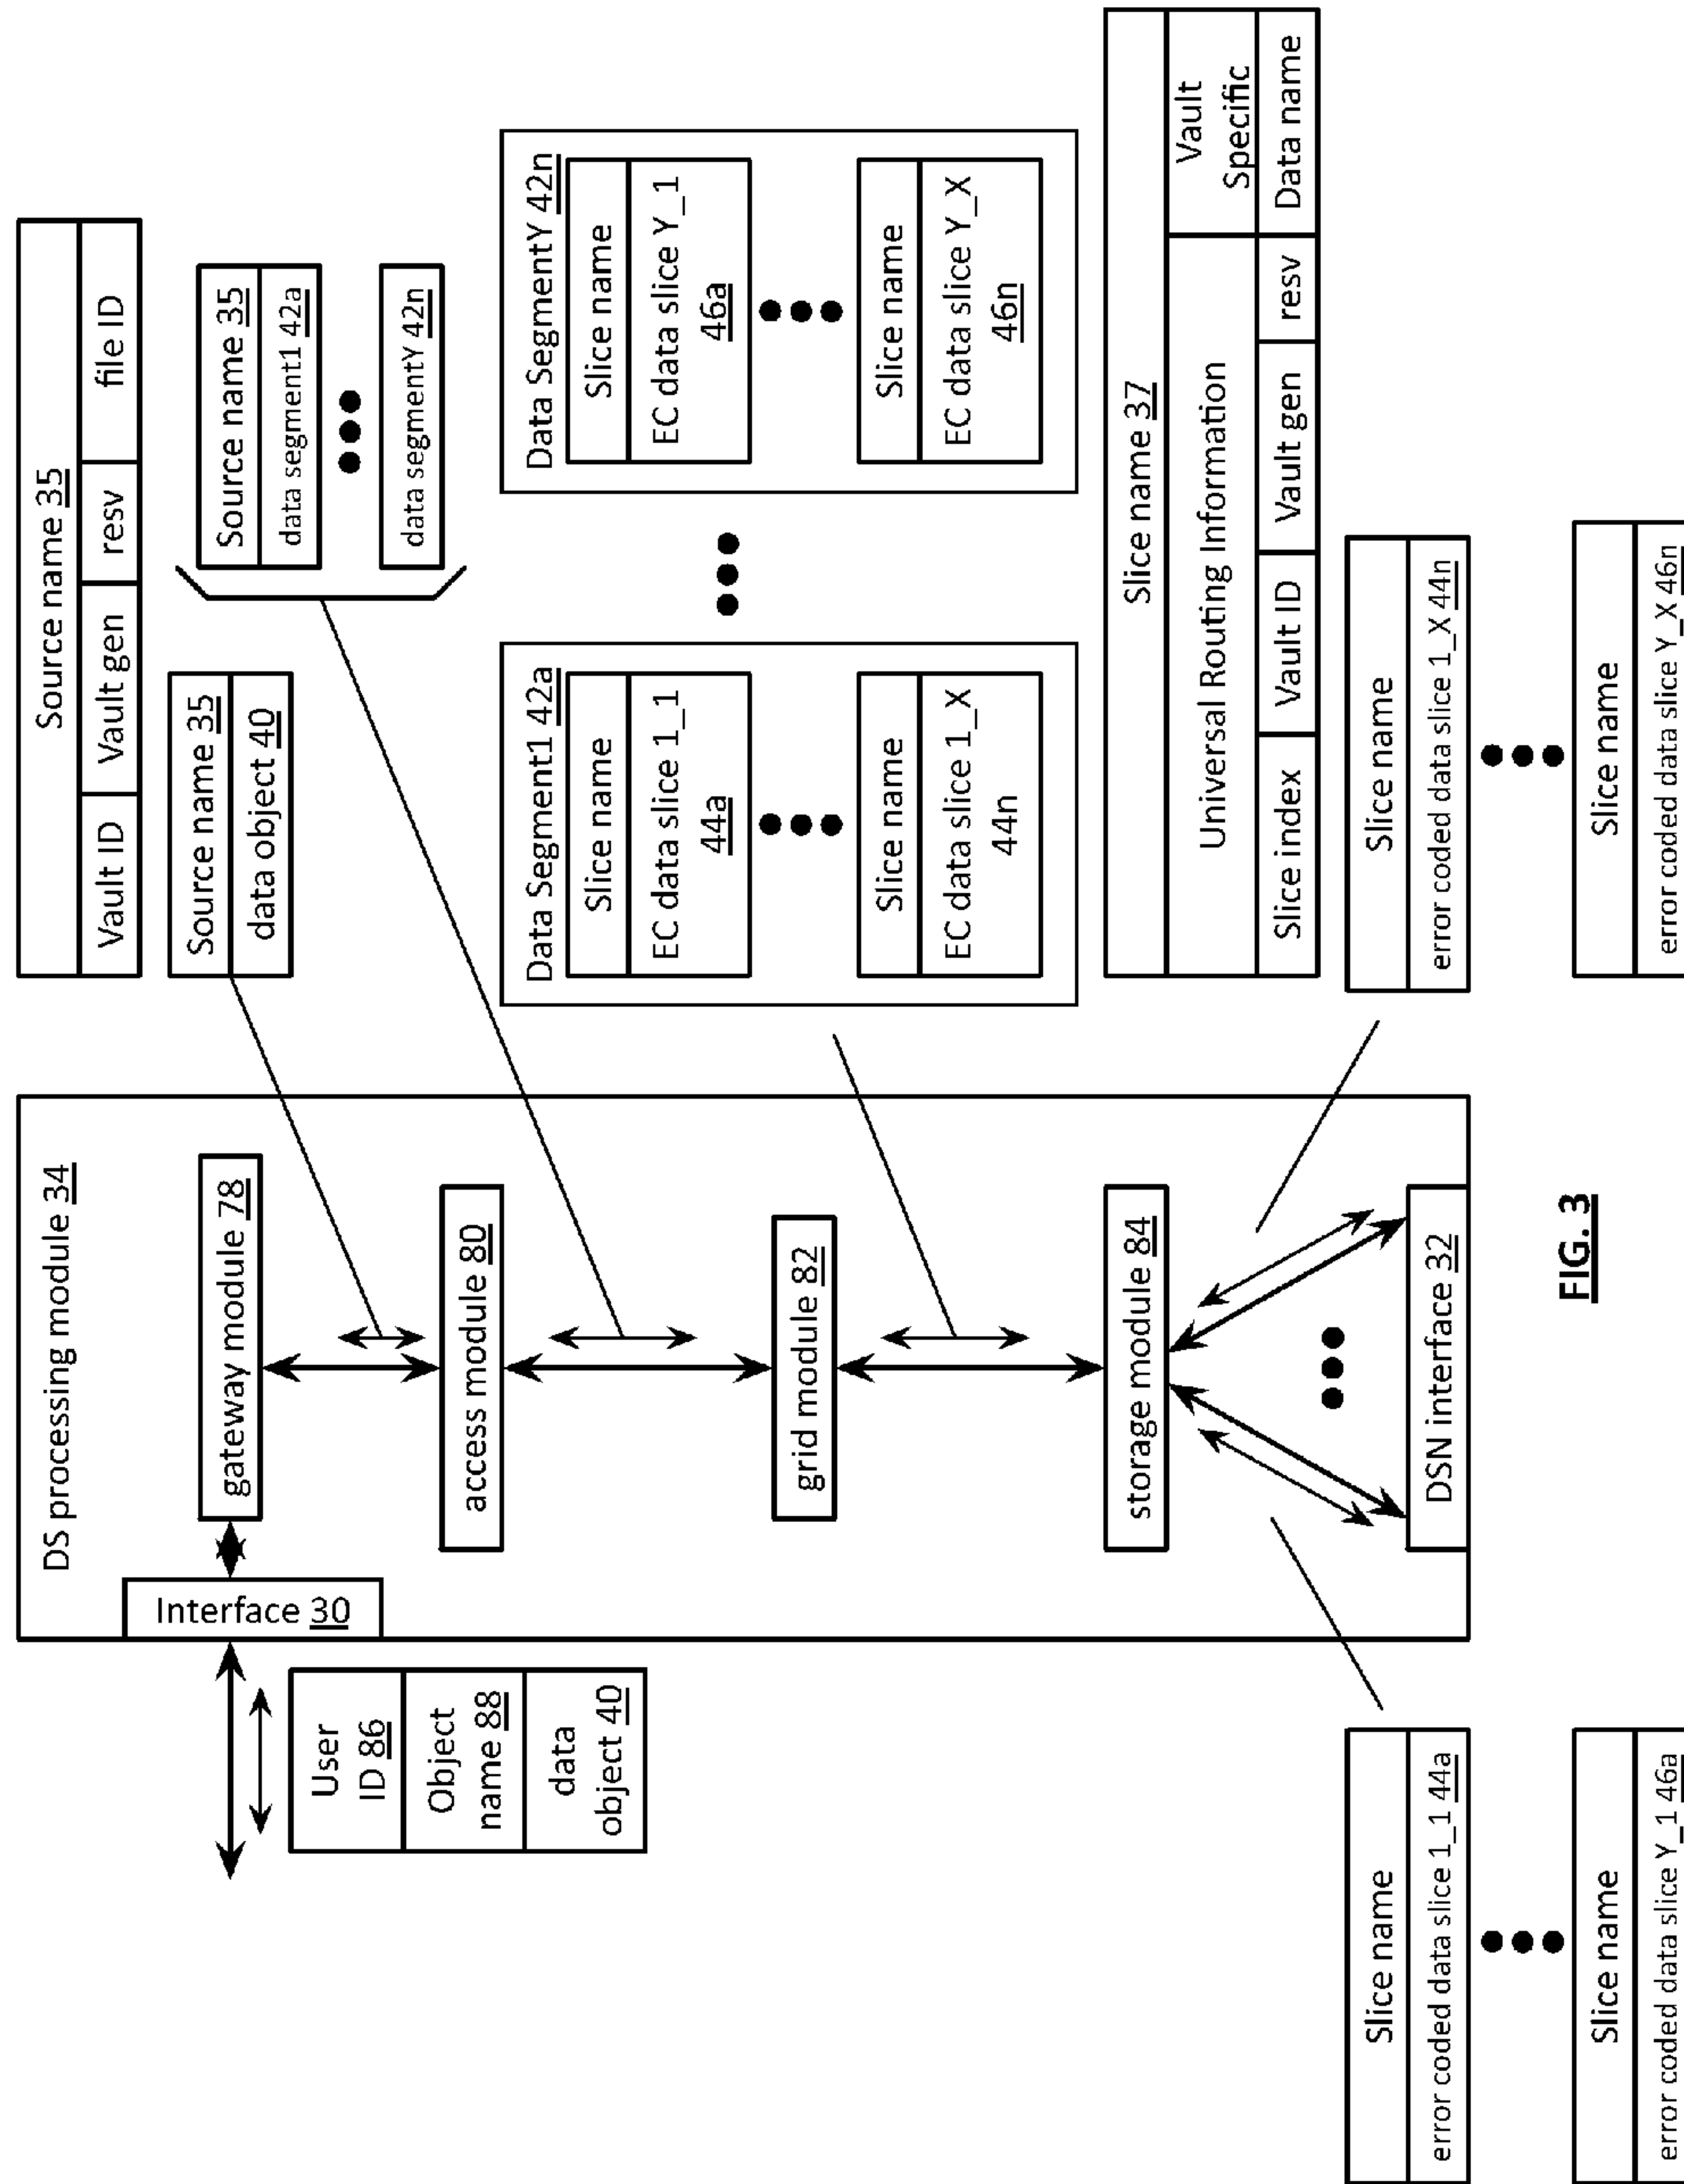 DS processing module 34
Interface 30
gateway module 78
access module 80
grid module 82
storage module 84
DSN interface 32
User
ID 86
Object
name 88
data
object 40
Source name 35
Vault ID
Vault gen
resv
file ID
Source name 35
data object 40
Source name 35
data segment1 42a
data segmentY 42n
Data Segment1 42a
Slice name
EC data slice 1_1
44a
Slice name
EC data slice 1_X
44n
Data SegmentY 42n
Slice name
EC data slice Y_1
46a
Slice name
EC data slice Y_X
46n
Slice name 37
Universal Routing Information
Vault
Specific
Slice index
Vault ID
Vault gen
resv
Data name
Slice name
error coded data slice 1_1 44a
Slice name
error coded data slice Y_1 46a
Slice name
error coded data slice 1_X 44n
Slice name
error coded data slice Y_X 46n
FIG. 3